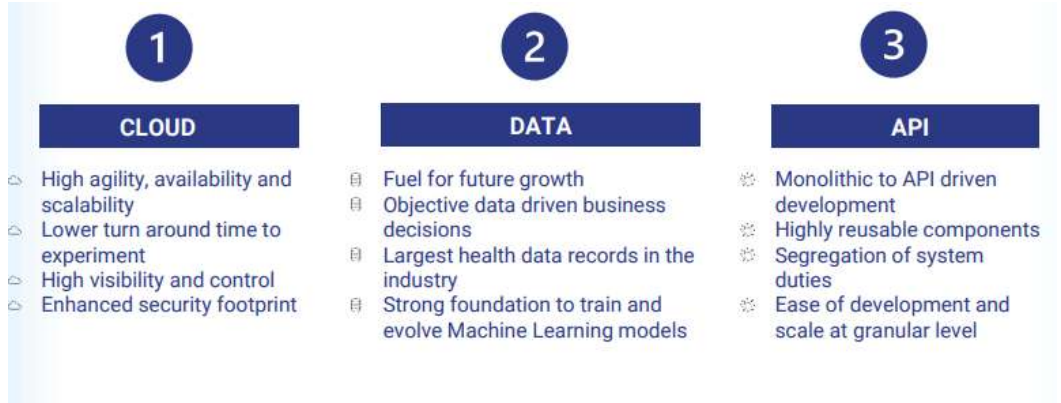 1
CLOUD
High agility, availability and
scalability
Lower turn around time to
experiment
High visibility and control
Enhanced security footprint
2
DATA
Fuel for future growth
Objective data driven business
decisions
Largest health data records in the
industry
Strong foundation to train and
evolve Machine Learning models
3
API
Monolithic to API driven
development
Highly reusable components
Segregation of system
duties
Ease of development and
scale at granular level